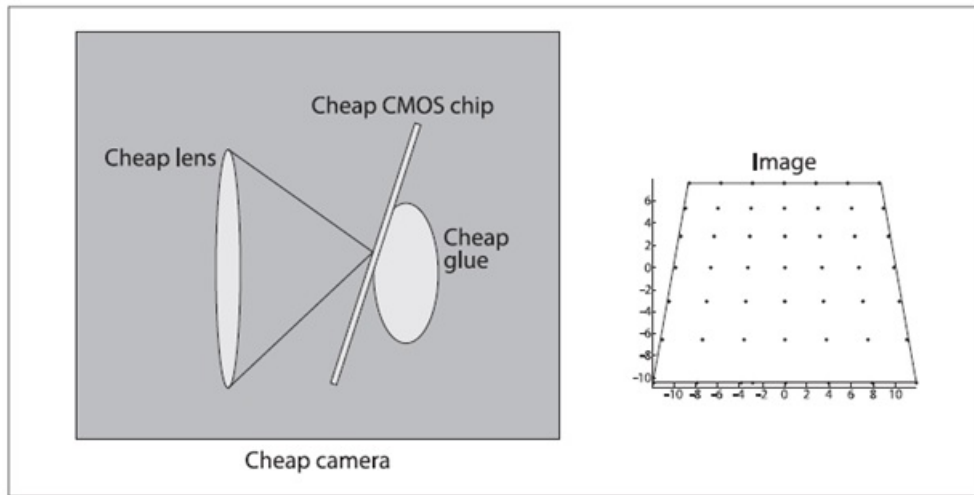 Cheap CMOS chip
Cheap lens
Cheap
glue
Cheap camera
Image
6
4
2
0
−2
−4
−6
−8
−10
−10 −8 −6 −4 −2 0 2 4 6 8 10